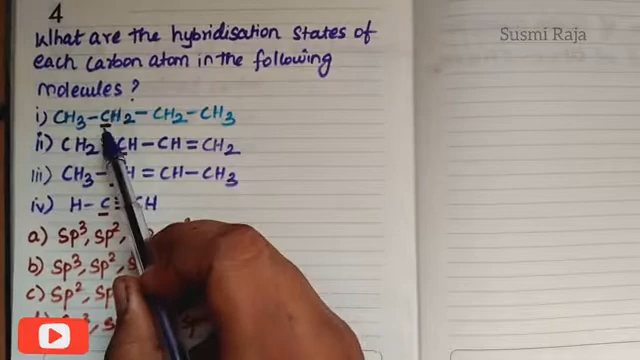 4
Susmi Raja
What are the hybridisation states of
each carbon atom in the following
molecules ?
i) CH3-CH2-CH2-CH3
ii) CH2 CH-CH=CH2
iii) CH3- H=CH-CH3
iv) H-C≡CH
a) Sp3, Sp2,
b) Sp3, Sp2,
c) Sp2,